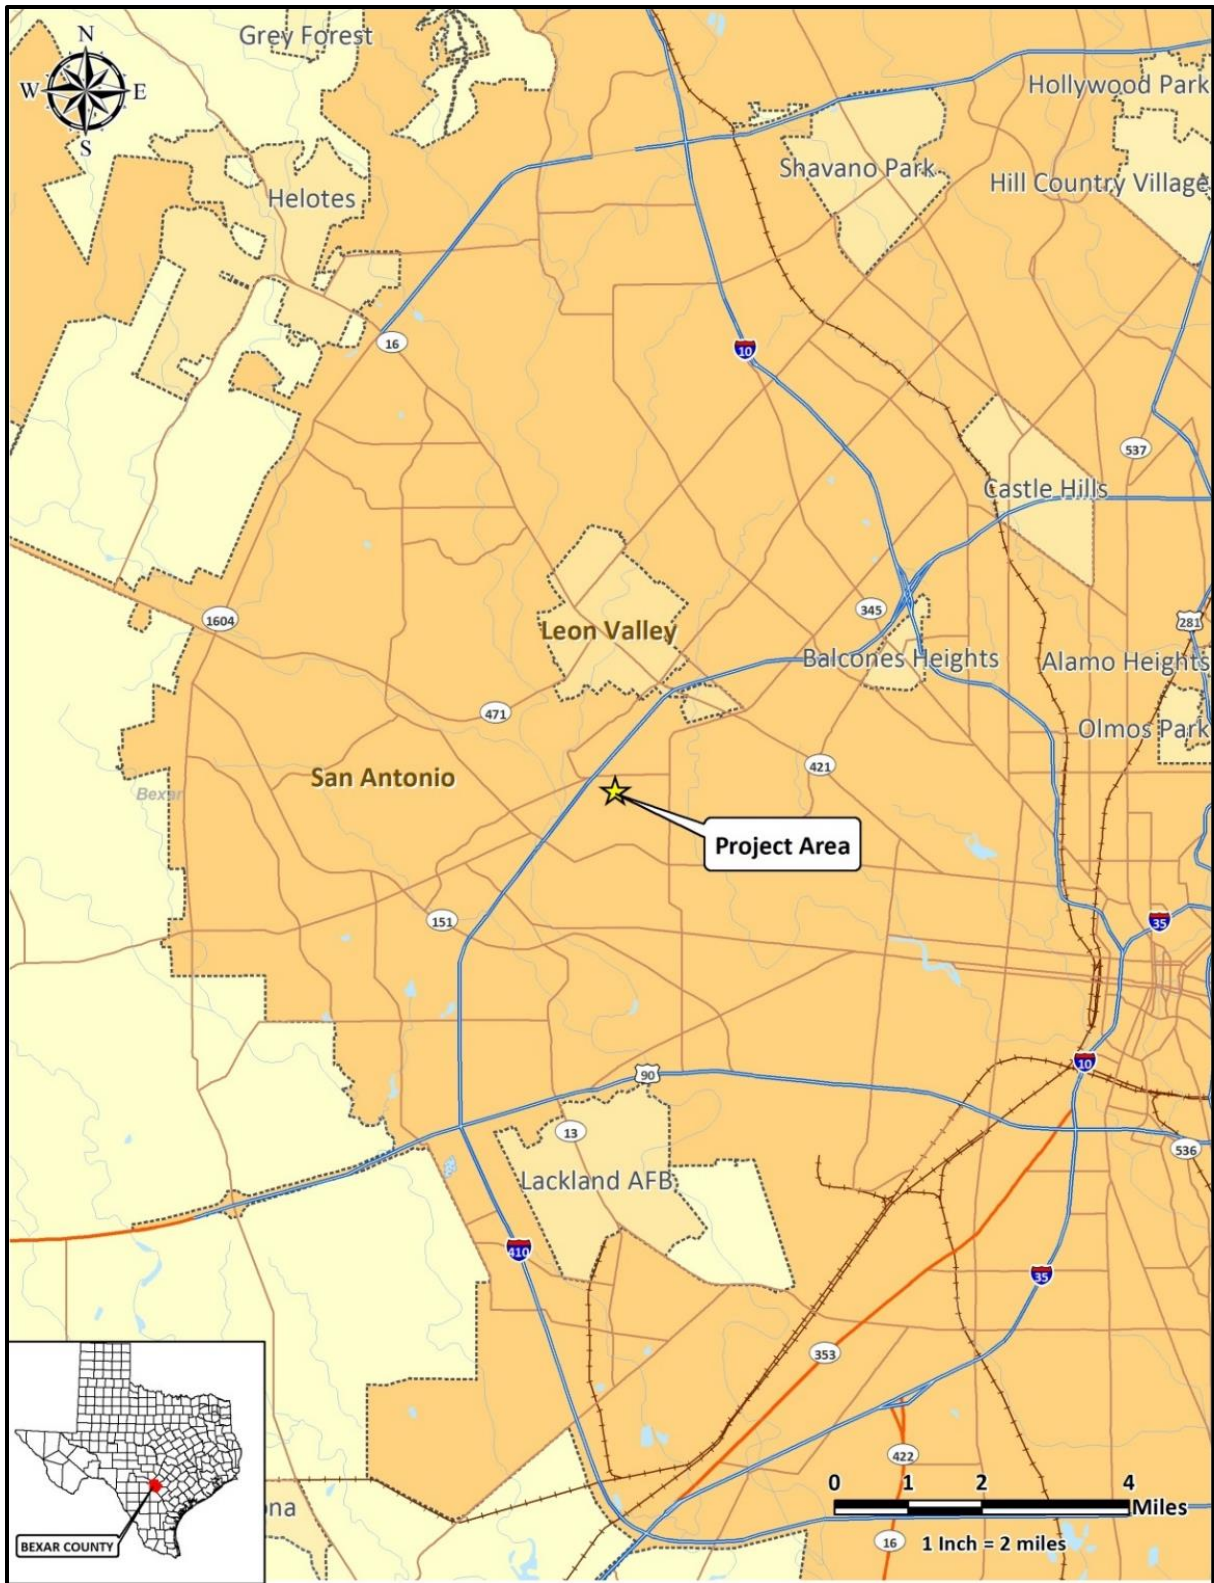 Grey Forest
N
W
E
S
Hollywood Park
Shavano Park
Hill Country Village
Helotes
16
10
537
Castle Hills
1604
345
281
Leon Valley
Balcones Heights
Alamo Heights
471
Olmos Park
421
San Antonio
Bexar
Project Area
151
35
10
90
13
536
Lackland AFB
410
35
353
422
0 1 2 4
Miles
ona
BEXAR COUNTY
16
1 Inch = 2 miles